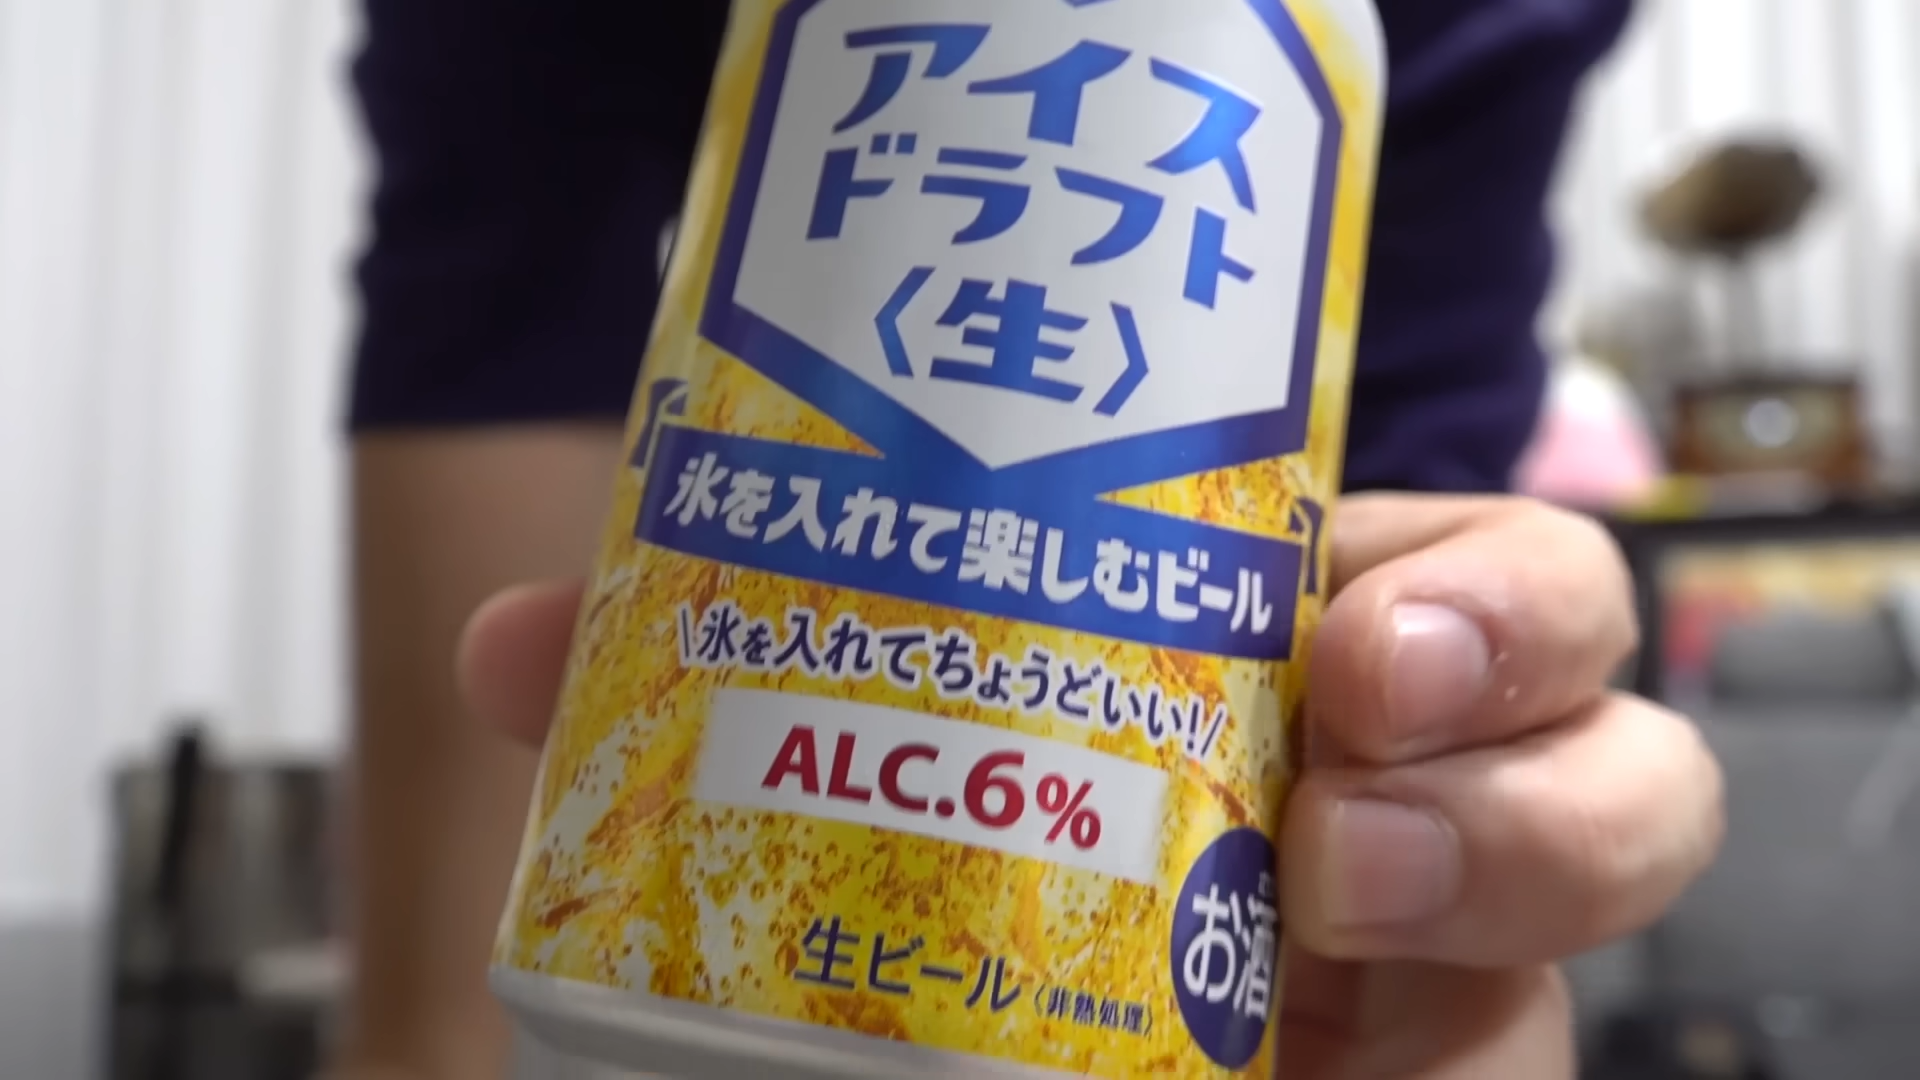 アイス
ドラフト
〈生〉
氷を入れて楽しむビール
\氷を入れてちょうどいい!/
ALC.6%
お酒
生ビール〈非熱処理〉